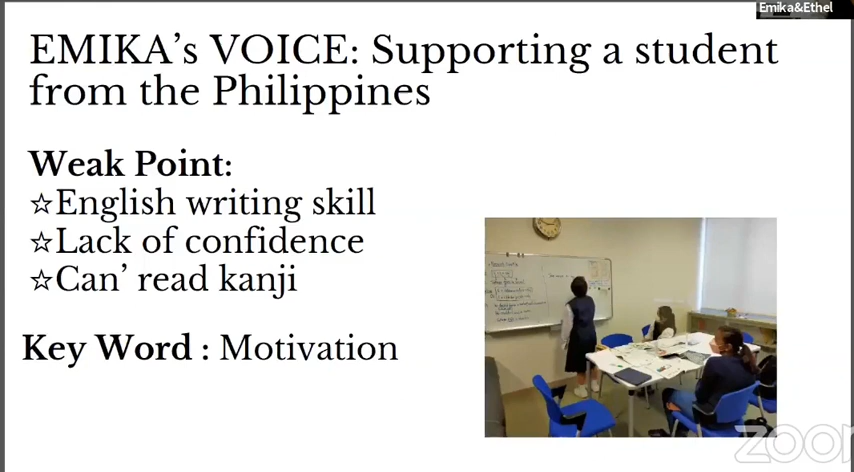 Emika&Ethel
EMIKA's VOICE: Supporting a student
from the Philippines
Weak Point:
☆English writing skill
☆Lack of confidence
☆Can' read kanji
Key Word : Motivation
zoom